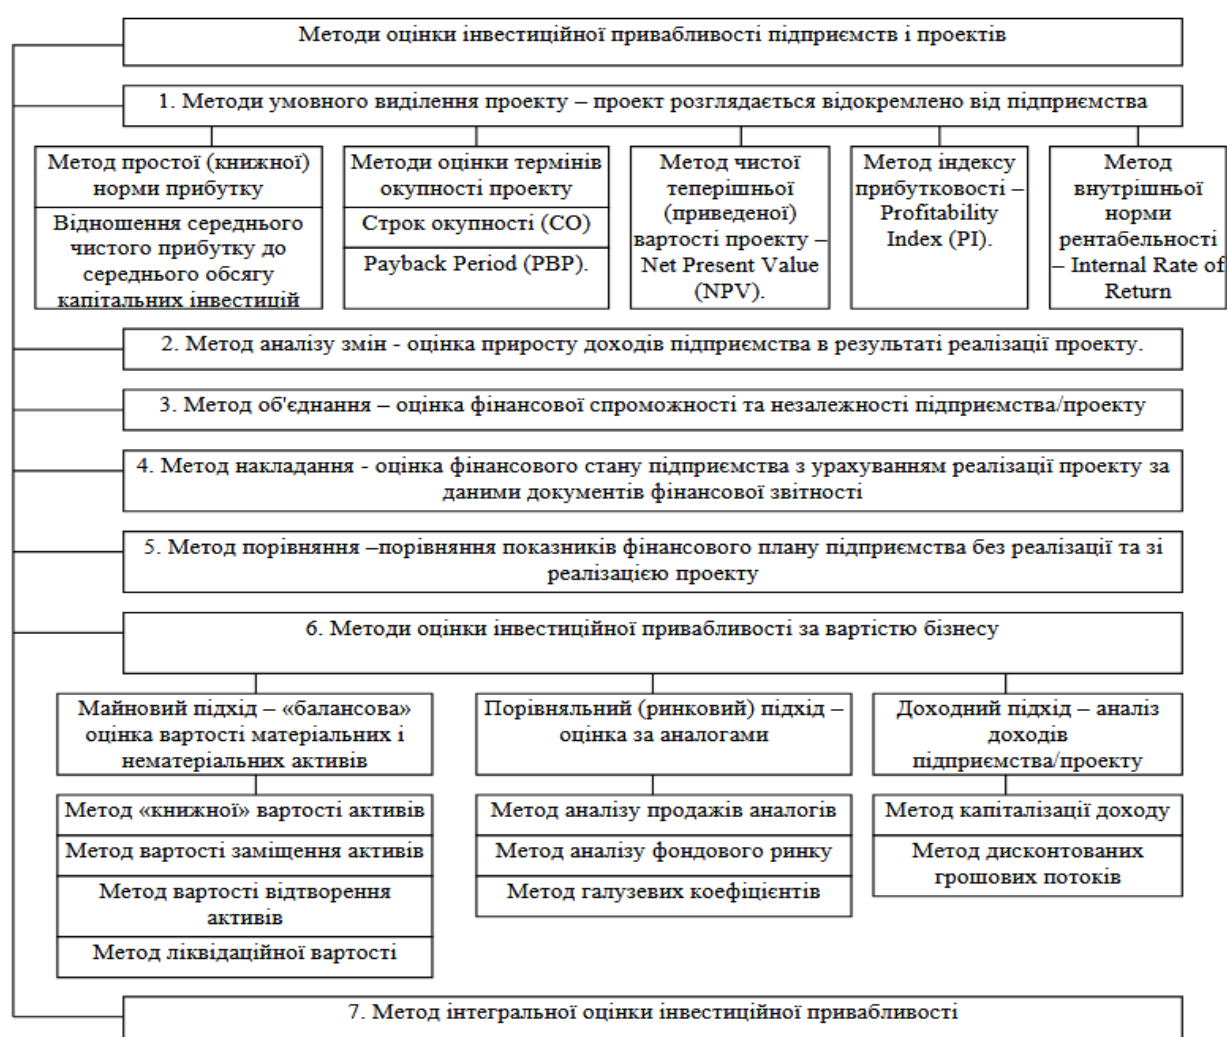 Методи оцінки інвестиційної привабливості підприємств і проектів
1. Методи умовного виділення проекту – проект розглядається відокремлено від підприємства
Метод простої (книжної)
норми прибутку
Відношення середнього
чистого прибутку до
середнього обсягу
капітальних інвестицій
Методи оцінки термінів
окупності проекту
Строк окупності (СО)
Payback Period (PBP).
Метод чистої
теперішньої
(приведеної)
вартості проекту –
Net Present Value
(NPV).
Метод індексу
прибутковості –
Profitability
Index (PI).
Метод
внутрішньої
норми
рентабельності
– Internal Rate of
Return
2. Метод аналізу змін - оцінка приросту доходів підприємства в результаті реалізації проекту.
3. Метод об'єднання – оцінка фінансової спроможності та незалежності підприємства/проекту
4. Метод накладання - оцінка фінансового стану підприємства з урахуванням реалізації проекту за
даними документів фінансової звітності
5. Метод порівняння –порівняння показників фінансового плану підприємства без реалізації та зі
реалізацією проекту
6. Методи оцінки інвестиційної привабливості за вартістю бізнесу
Майновий підхід – «балансова»
оцінка вартості матеріальних і
нематеріальних активів
Метод «книжної» вартості активів
Метод вартості заміщення активів
Метод вартості відтворення
активів
Метод ліквідаційної вартості
Порівняльний (ринковий) підхід –
оцінка за аналогами
Метод аналізу продажів аналогів
Метод аналізу фондового ринку
Метод галузевих коефіцієнтів
Доходний підхід – аналіз
доходів
підприємства/проекту
Метод капіталізації доходу
Метод дисконтованих
грошових потоків
7. Метод інтегральної оцінки інвестиційної привабливості